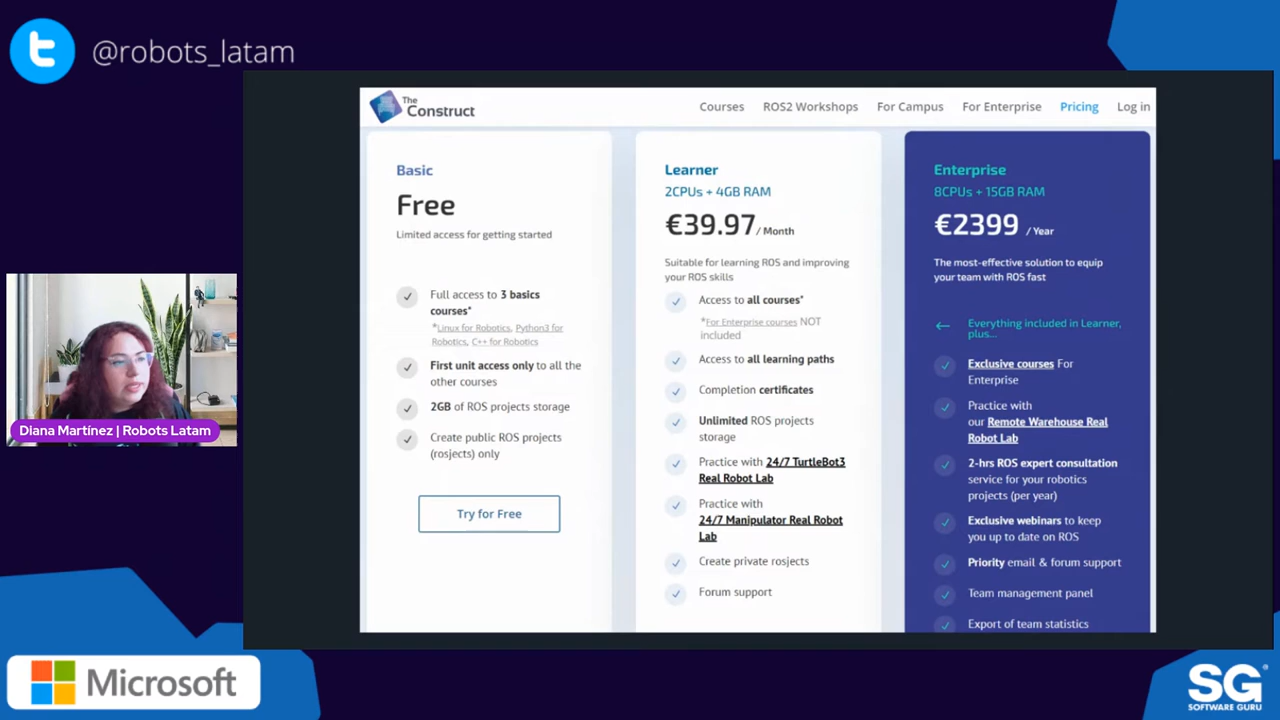 @robots_latam
The Construct
Courses
ROS2 Workshops
For Campus
For Enterprise
Pricing
Log in
Basic
Free
Limited access for getting started
Full access to 3 basics
courses*
*Linux for Robotics, Python3 for
Robotics, C++ for Robotics
First unit access only to all the
other courses
2GB of ROS projects storage
Create public ROS projects
(rosjects) only
Try for Free
Learner
2CPUs + 4GB RAM
€39.97 / Month
Suitable for learning ROS and improving
your ROS skills
Access to all courses*
*For Enterprise courses NOT
included
Access to all learning paths
Completion certificates
Unlimited ROS projects
storage
Practice with 24/7 TurtleBot3
Real Robot Lab
Practice with
24/7 Manipulator Real Robot
Lab
Create private rosjects
Forum support
Enterprise
8CPUs + 15GB RAM
€2399 / Year
The most-effective solution to equip
your team with ROS fast
Everything included in Learner,
plus...
Exclusive courses For
Enterprise
Practice with
our Remote Warehouse Real
Robot Lab
2-hrs ROS expert consultation
service for your robotics
projects (per year)
Exclusive webinars to keep
you up to date on ROS
Priority email & forum support
Team management panel
Export of team statistics
Diana Martínez | Robots Latam
Microsoft
SG
SOFTWARE GURU